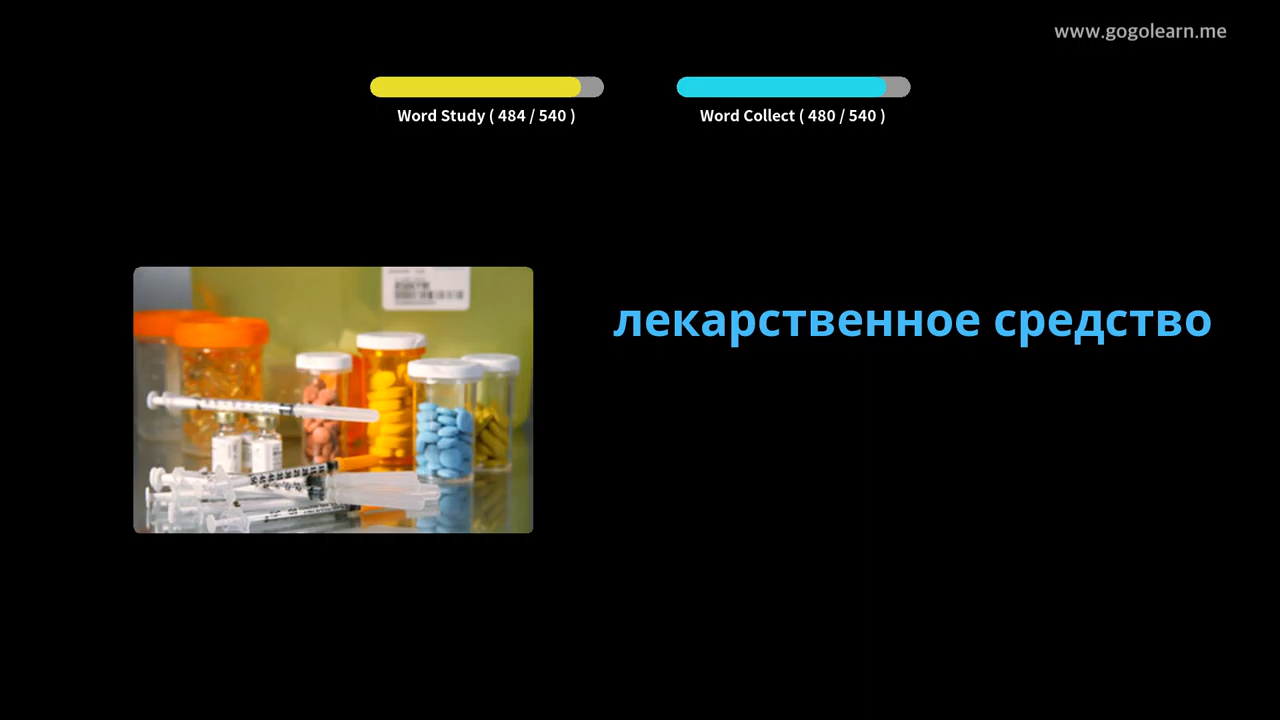 www.gogolearn.me
Word Study ( 484 / 540 )
Word Collect ( 480 / 540 )
лекарственное средство